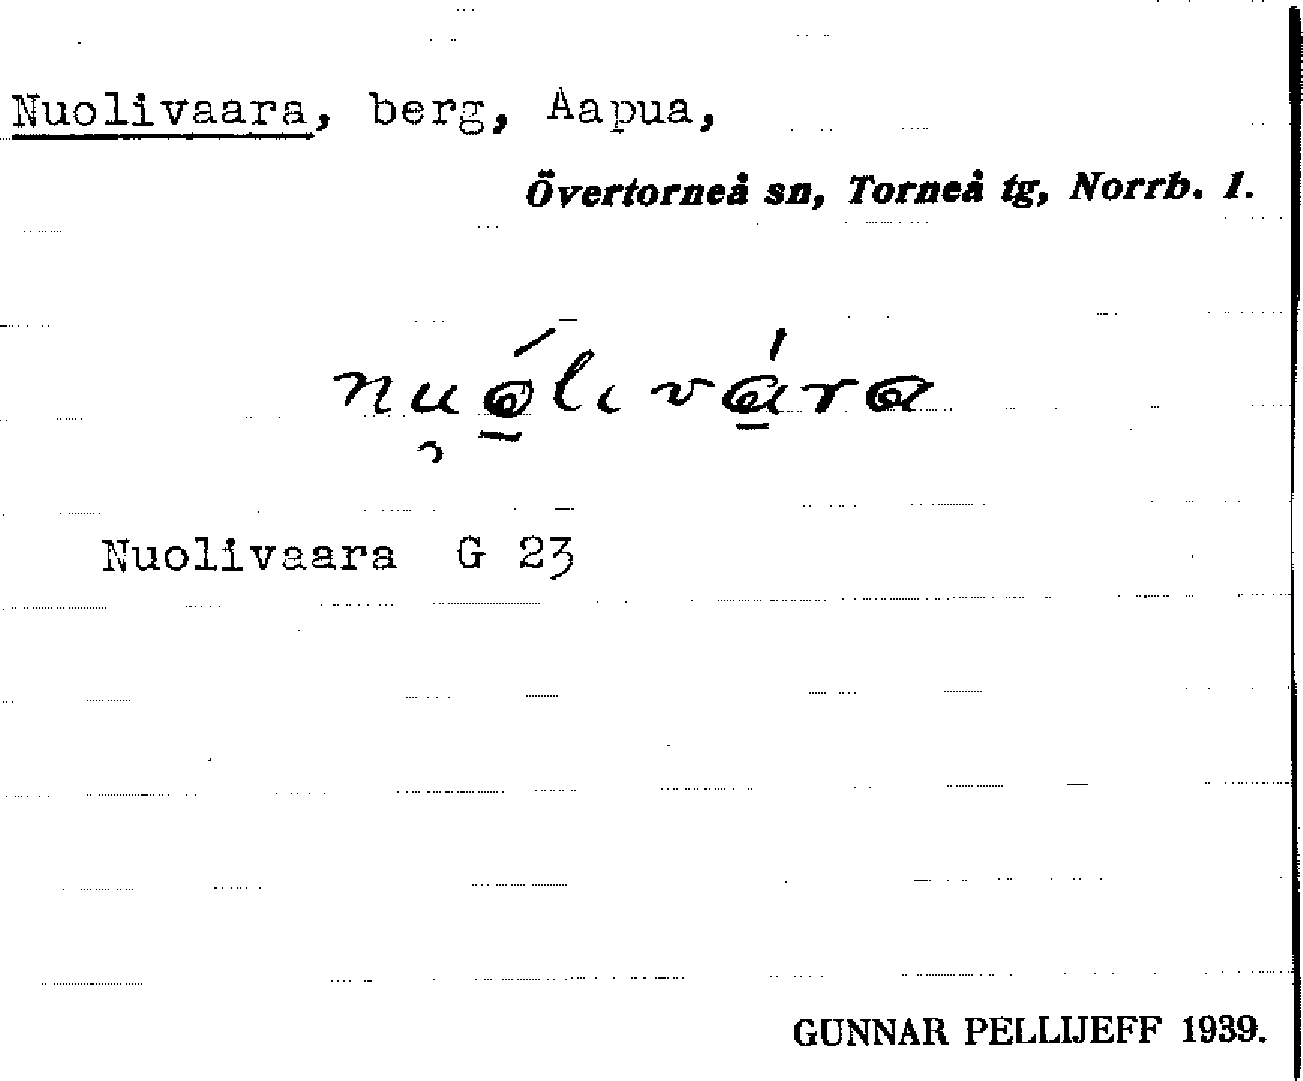 Nuolivaara, berg, Aapua,
Övertorneå sn, Torneå tg, Norrb. l.
Nuolivaara G 23
GUNNAR PELLIJEFF 1939.